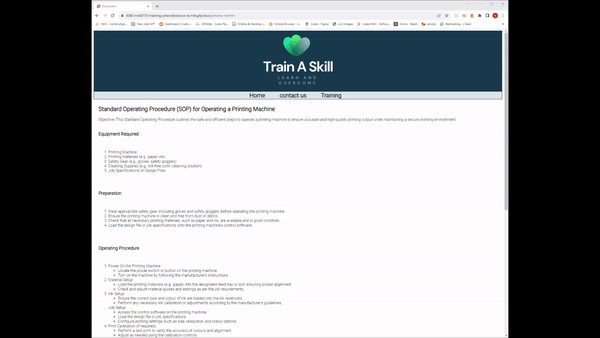 Train A Skill
LEARN AND
OVERCOME
Home contact us Training
Standard Operating Procedure (SOP) for Operating a Printing Machine
Objective: This Standard Operating Procedure outlines the safe and efficient steps to operate a printing machine to ensure accurate and high-quality printing output while maintaining a secure working environment.
Equipment Required
1. Printing Machine
2. Printing Materials (e.g., paper, ink)
3. Safety Gear (e.g., gloves, safety goggles)
4. Cleaning Supplies (e.g., lint-free cloth, cleaning solution)
5. Job Specifications or Design Files
Preparation
1. Wear appropriate safety gear, including gloves and safety goggles, before operating the printing machine.
2. Ensure the printing machine is clean and free from dust or debris.
3. Check that all necessary printing materials, such as paper and ink, are available and in good condition.
4. Load the design file or job specifications onto the printing machine's control software.
Operating Procedure
1. Power On the Printing Machine
Locate the power switch or button on the printing machine.
Turn on the machine by following the manufacturer's instructions.
2. Material Setup
Load the printing materials (e.g., paper) into the designated feed tray or slot, ensuring proper alignment.
Check and adjust material guides and settings as per the job requirements.
3. Ink Setup
Ensure the correct type and colour of ink are loaded into the ink reservoirs.
Perform any necessary ink calibration or adjustments according to the manufacturer's guidelines.
Job Setup
Access the control software on the printing machine.
Load the design file or job specifications.
Configure printing settings such as size, resolution, and colour options.
4. Print Calibration (if required)
Perform a test print to verify the accuracy of colours and alignment.
Adjust as needed using the calibration controls.